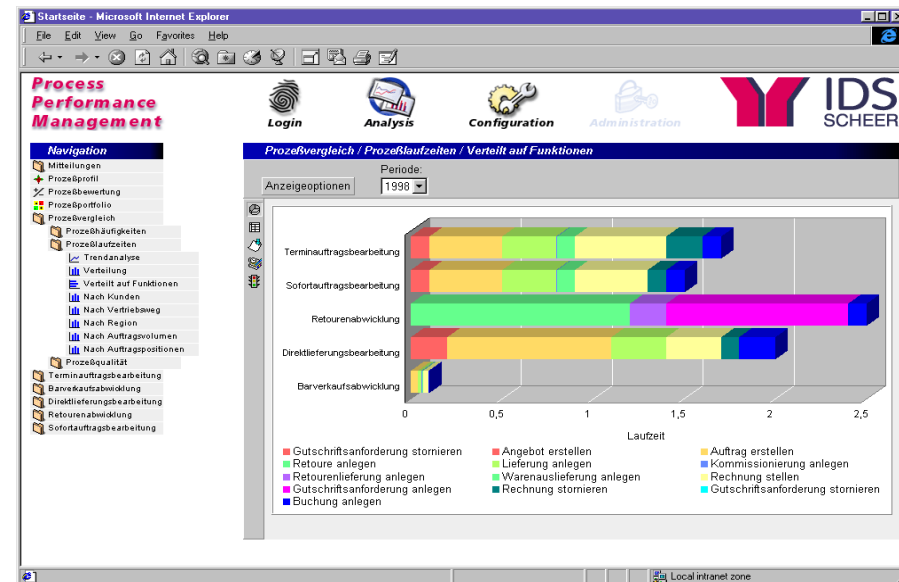 Startseite - Microsoft Internet Explorer
File Edit View Go Favorites Help
Process
Performance
Management
Login Analysis Configuration Administration
IDS
SCHEER
Navigation
Mitteilungen
Prozeßprofil
Prozeßbewertung
Prozeßportfolio
Prozeßvergleich
Prozeßhäufigkeiten
Prozeßlaufzeiten
Trendanalyse
Verteilung
Verteilt auf Funktionen
Nach Kunden
Nach Vertriebsweg
Nach Region
Nach Auftragsvolumen
Nach Auftragspositionen
Prozeßqualität
Terminauftragsbearbeitung
Barverkaufsabwicklung
Direktlieferungsbearbeitung
Retourenabwicklung
Sofortauftragsbearbeitung
Prozeßvergleich / Prozeßlaufzeiten / Verteilt auf Funktionen
Periode:
Anzeigeoptionen 1998
Terminauftragsbearbeitung
Sofortauftragsbearbeitung
Retourenabwicklung
Direktlieferungsbearbeitung
Barverkaufsabwicklung
0 0,5 1 1,5 2 2,5
Laufzeit
Gutschriftsanforderung stornieren Angebot erstellen Auftrag erstellen
Retoure anlegen Lieferung anlegen Kommissionierung anlegen
Retourenlieferung anlegen Warenauslieferung anlegen Rechnung stellen
Gutschriftsanforderung anlegen Rechnung stornieren Gutschriftsanforderung stornieren
Buchung anlegen
Local intranet zone